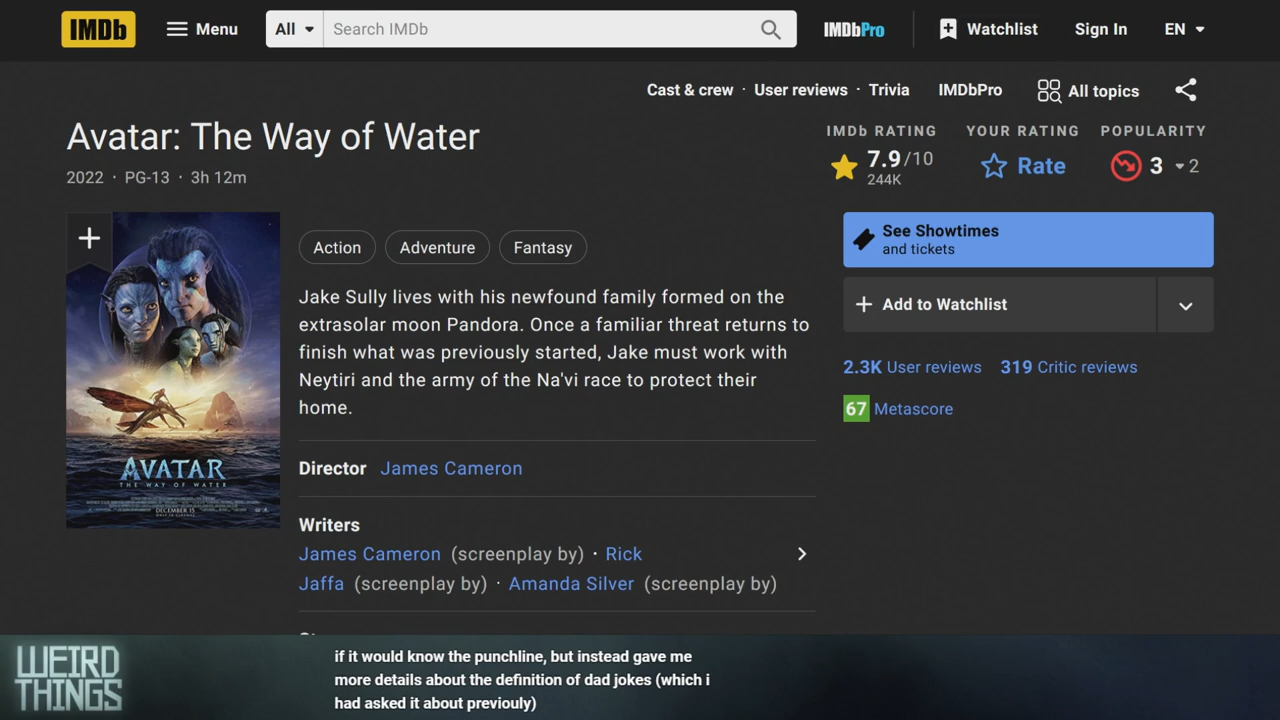 IMDb
Menu
All
Search IMDb
IMDbPro
Watchlist
Sign In
EN
Cast & crew · User reviews · Trivia
IMDbPro
All topics
Avatar: The Way of Water
2022 · PG-13 · 3h 12m
IMDb RATING
7.9/10
244K
YOUR RATING
Rate
POPULARITY
3
2
AVATAR
THE WAY OF WATER
DECEMBER 15
Action
Adventure
Fantasy
Jake Sully lives with his newfound family formed on the
extrasolar moon Pandora. Once a familiar threat returns to
finish what was previously started, Jake must work with
Neytiri and the army of the Na'vi race to protect their
home.
Director James Cameron
Writers
James Cameron (screenplay by) · Rick
Jaffa (screenplay by) · Amanda Silver (screenplay by)
See Showtimes
and tickets
Add to Watchlist
2.3K User reviews
319 Critic reviews
67 Metascore
WEIRD
THINGS
if it would know the punchline, but instead gave me
more details about the definition of dad jokes (which i
had asked it about previouly)